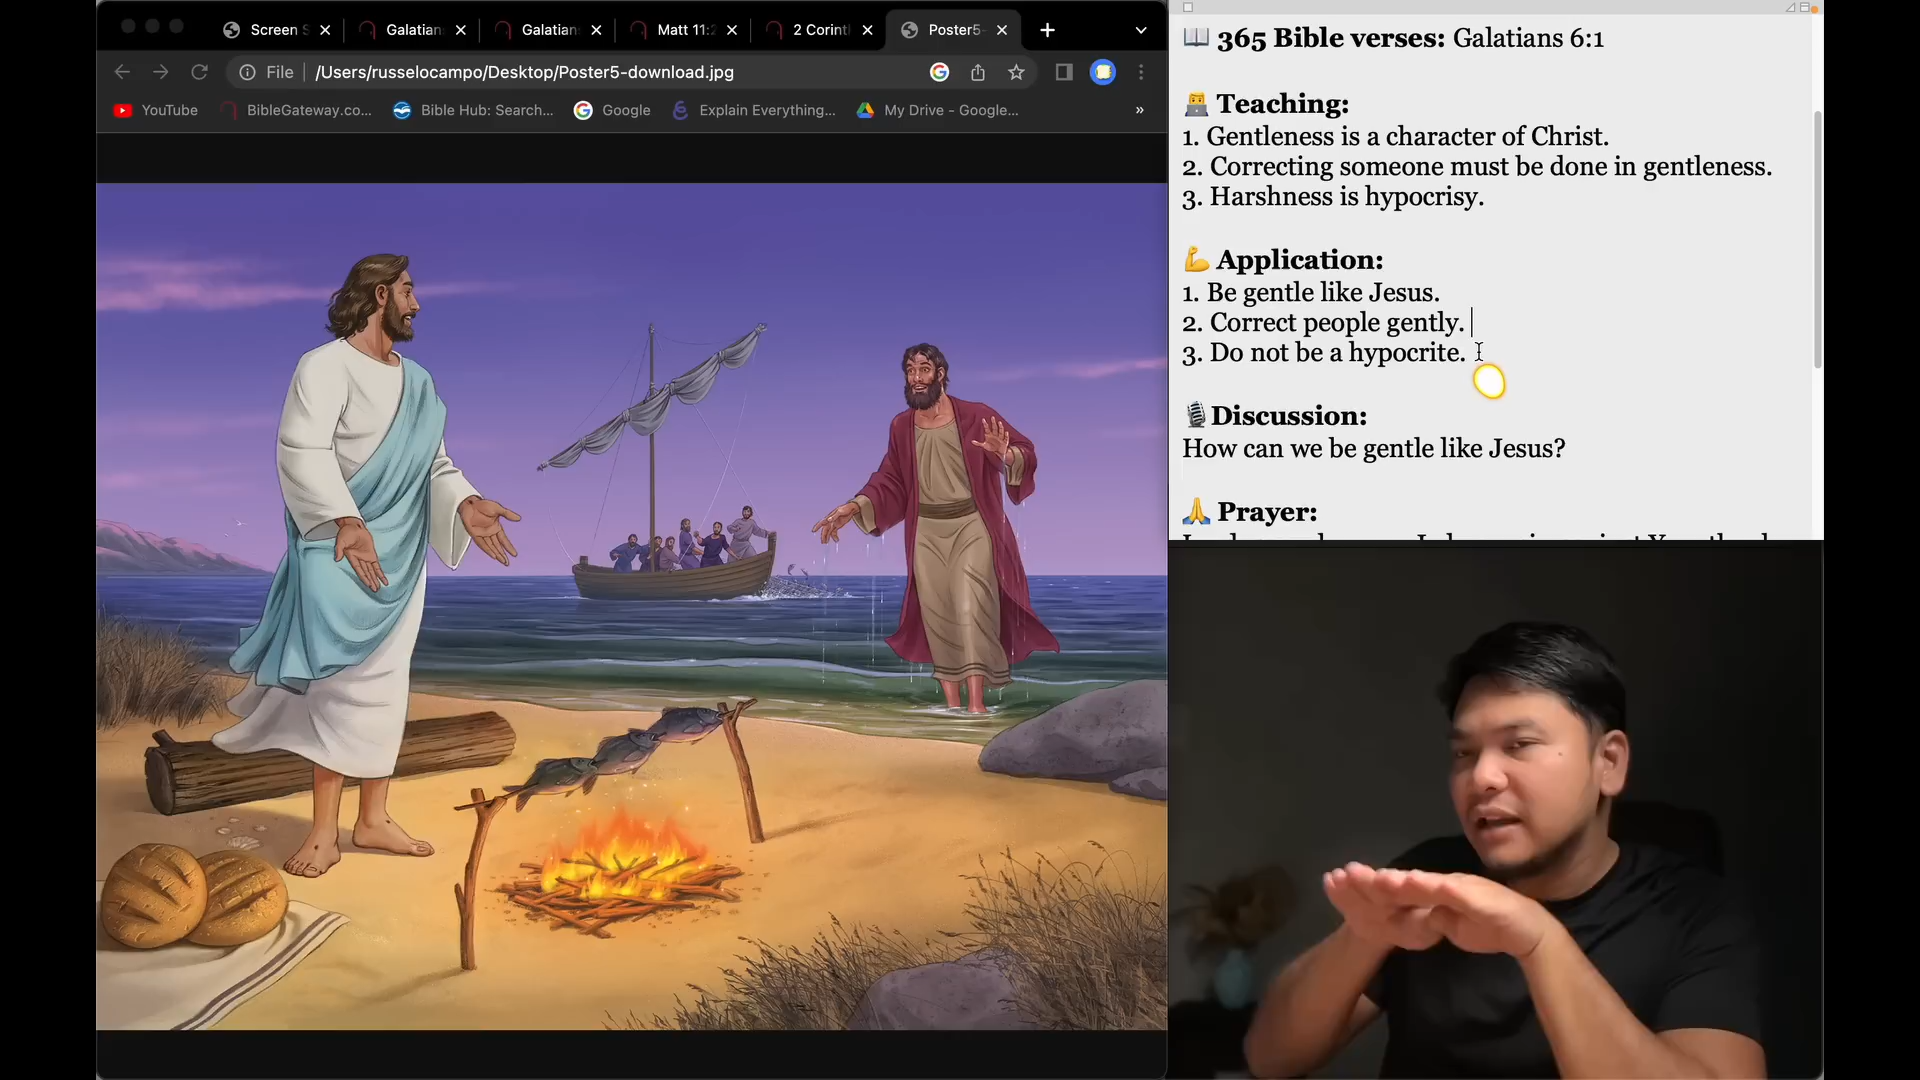 Screen S
Galatian
Galatian
Matt 11:2
2 Corint
Poster5-
File /Users/russelocampo/Desktop/Poster5-download.jpg
YouTube
BibleGateway.co...
Bible Hub: Search...
Google
Explain Everything...
My Drive - Google...
»
📖 365 Bible verses: Galatians 6:1
👨‍💻 Teaching:
1. Gentleness is a character of Christ.
2. Correcting someone must be done in gentleness.
3. Harshness is hypocrisy.
💪 Application:
1. Be gentle like Jesus.
2. Correct people gently.
3. Do not be a hypocrite.
🎙️Discussion:
How can we be gentle like Jesus?
🙏 Prayer: